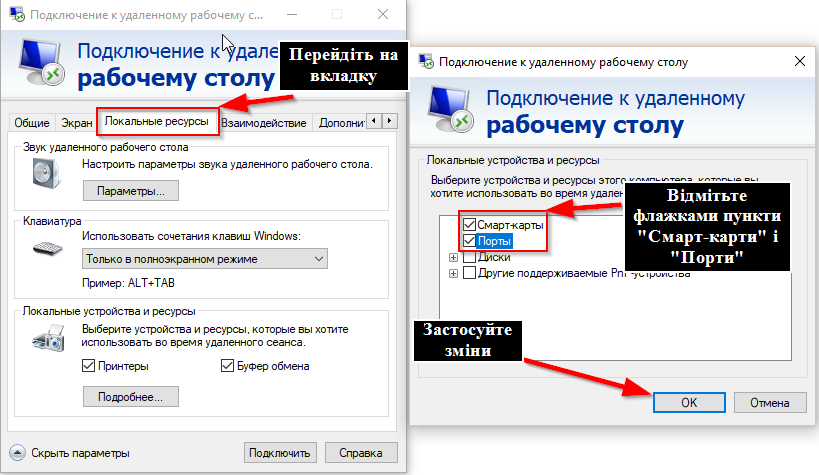 Подключение к удаленному рабочему с...
Подключение к удале
рабочему столу
Перейдіть на
вкладку
Общие
Экран
Локальные ресурсы
Взаимодействие
Дополнит
Звук удаленного рабочего стола
Настроить параметры звука удаленного рабочего стола.
Параметры...
Клавиатура
Использовать сочетания клавиш Windows:
Только в полноэкранном режиме
Пример: ALT+TAB
Локальные устройства и ресурсы
Выберите устройства и ресурсы, которые вы хотите
использовать во время удаленного сеанса.
Принтеры
Буфер обмена
Подробнее...
Скрыть параметры
Подключить
Справка
Подключение к удаленному рабочему столу
Подключение к удаленному
рабочему столу
Локальные устройства и ресурсы
Выберите устройства и ресурсы этого компьютера, которые вы
хотите использовать во время удален
Смарт-карты
Порты
Диски
Другие поддерживаемые PnP-устройства
Відмітьте
флажками пункти
"Смарт-карти" і
"Порти"
Застосуйте
зміни
OK
Отмена